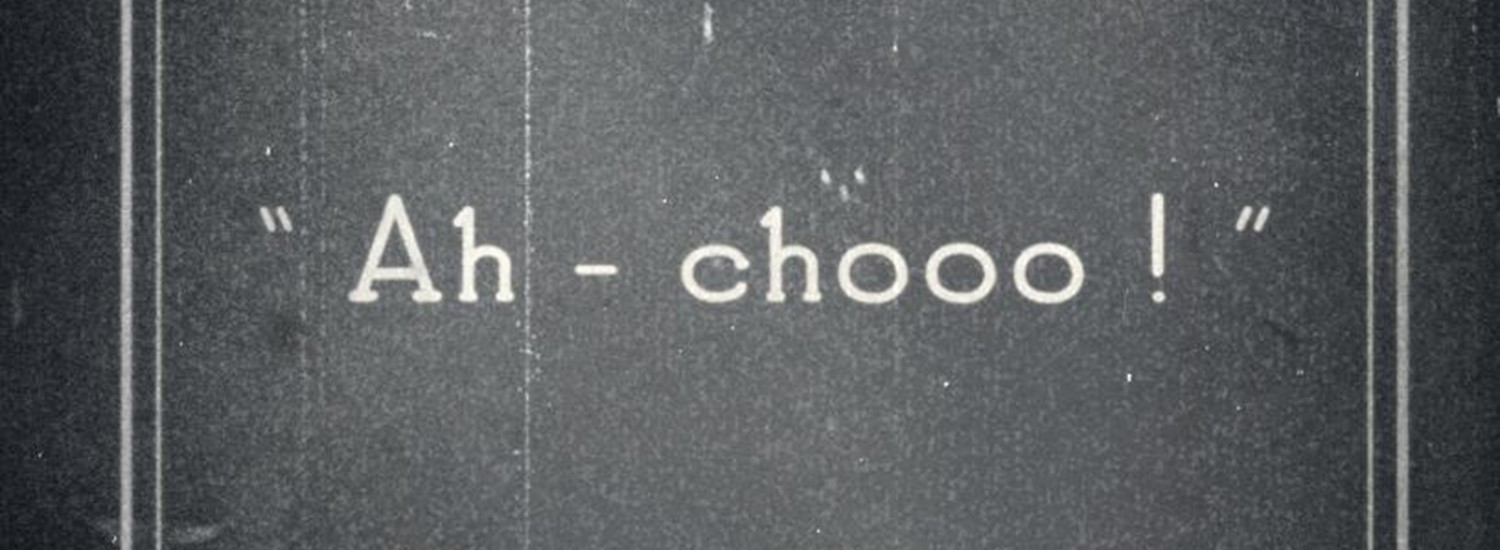 “ Ah - chooo ! ”